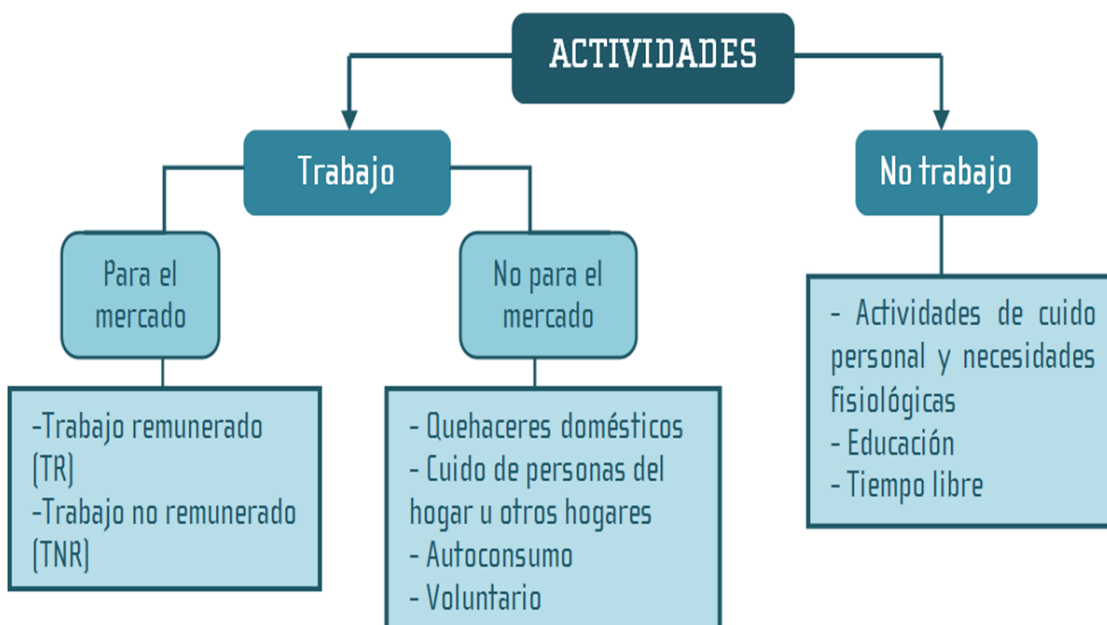 ACTIVIDADES
Trabajo
No trabajo
Para el
mercado
No para el
mercado
-Trabajo remunerado
(TR)
-Trabajo no remunerado
(TNR)
- Quehaceres domésticos
- Cuido de personas del
hogar u otros hogares
- Autoconsumo
- Voluntario
- Actividades de cuido
personal y necesidades
fisiológicas
- Educación
- Tiempo libre